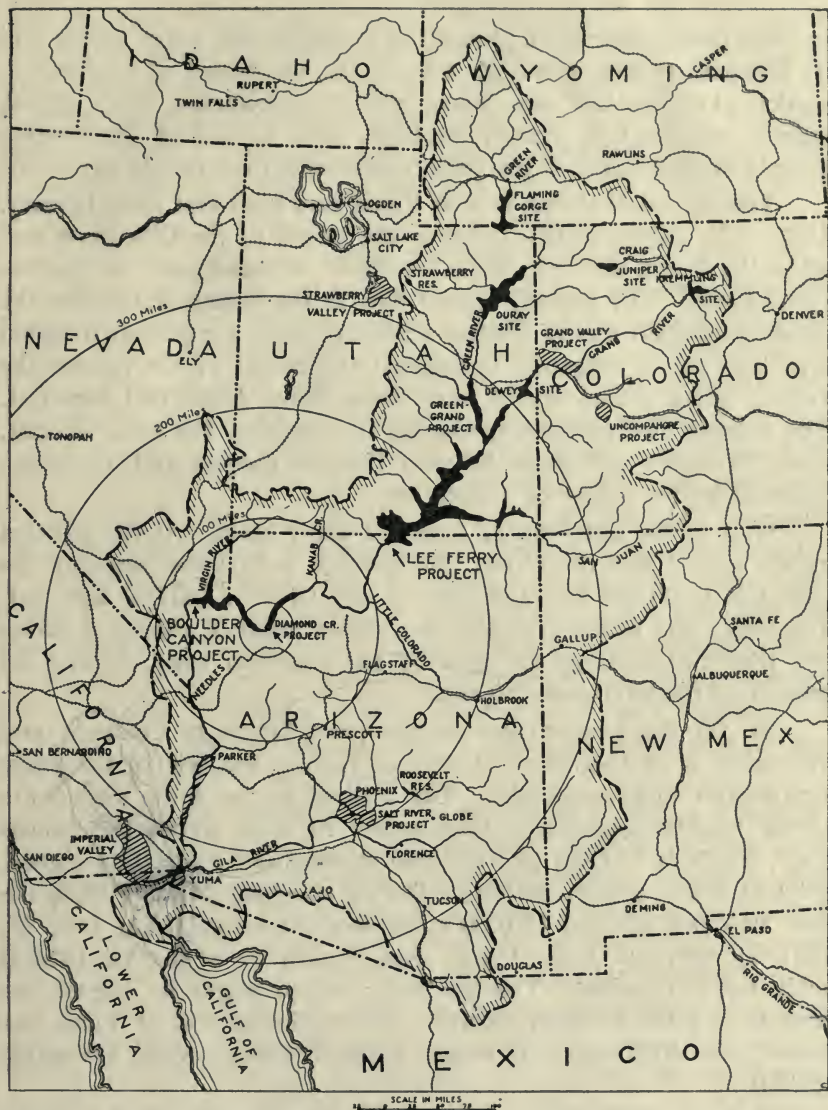 IDAHO
WYOMING
CASPER
RUPERT
TWIN FALLS
GREEN
RIVER
RAWLINS
FLAMING
GORGE
SITE
OGDEN
SALT LAKE
CITY
CRAIG
JUNIPER
SITE
KREMMLING
SITE
STRAWBERRY
RES.
STRAWBERRY
VALLEY PROJECT
OURAY
SITE
DENVER
300 Miles
GREEN RIVER
GRAND VALLEY
PROJECT
GRAND RIVER
NEVADA
UTAH
COLORADO
ELY
DEWEY SITE
GREEN-
GRAND
PROJECT
UNCOMPAHGRE
PROJECT
200 Miles
TONOPAH
100 Miles
VIRGIN RIVER
KANAB CR.
LEE FERRY
PROJECT
SAN JUAN
BOULDER
CANYON
PROJECT
DIAMOND CR.
PROJECT
LITTLE COLORADO
SANTA FE
GALLUP
CALIFORNIA
NEEDLES
FLAGSTAFF
ALBUQUERQUE
HOLBROOK
ARIZONA
PRESCOTT
NEW MEX
SAN BERNARDINO
PARKER
ROOSEVELT
RES.
PHOENIX
SALT RIVER
PROJECT
GLOBE
IMPERIAL
VALLEY
SAN DIEGO
GILA RIVER
FLORENCE
YUMA
AJO
TUCSON
DEMING
EL PASO
LOWER
CALIFORNIA
GULF OF
CALIFORNIA
DOUGLAS
RIO GRANDE
MEXICO
SCALE IN MILES